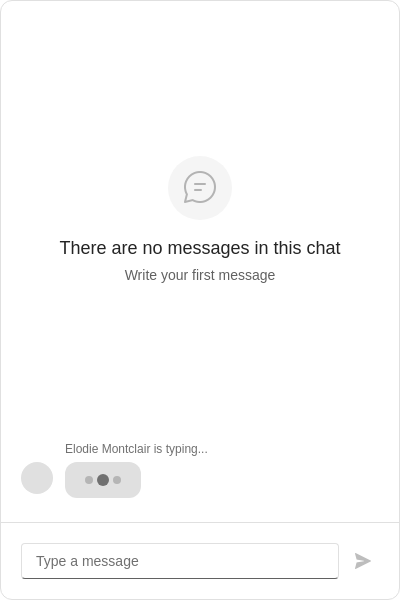 There are no messages in this chat
Write your first message
Elodie Montclair is typing...
Type a message